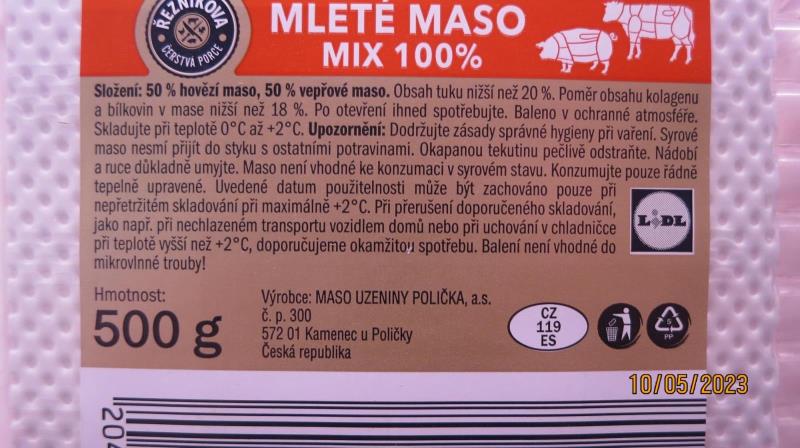 ŘEZNÍKOVA
ČERSTVÁ PORCE
MLETÉ MASO
MIX 100%
Složení: 50 % hovězí maso, 50 % vepřové maso. Obsah tuku nižší než 20 %. Poměr obsahu kolagenu
a bílkovin v mase nižší než 18 %. Po otevření ihned spotřebujte. Baleno v ochranné atmosféře.
Skladujte při teplotě 0°C až +2°C. Upozornění: Dodržujte zásady správné hygieny při vaření. Syrové
maso nesmí přijít do styku s ostatními potravinami. Okapanou tekutinu pečlivě odstraňte. Nádobí
a ruce důkladně umyjte. Maso není vhodné ke konzumaci v syrovém stavu. Konzumujte pouze řádně
tepelně upravené. Uvedené datum použitelnosti může být zachováno pouze při
nepřetržitém skladování při maximálně +2°C. Při přerušení doporučeného skladování,
jako např. při nechlazeném transportu vozidlem domů nebo při uchování v chladničce
při teplotě vyšší než +2°C, doporučujeme okamžitou spotřebu. Balení není vhodné do
mikrovlnné trouby!
LIDL
Hmotnost:
500 g
Výrobce: MASO UZENINY POLIČKA, a.s.
č. p. 300
572 01 Kamenec u Poličky
Česká republika
CZ
119
ES
5
PP
10/05/2023